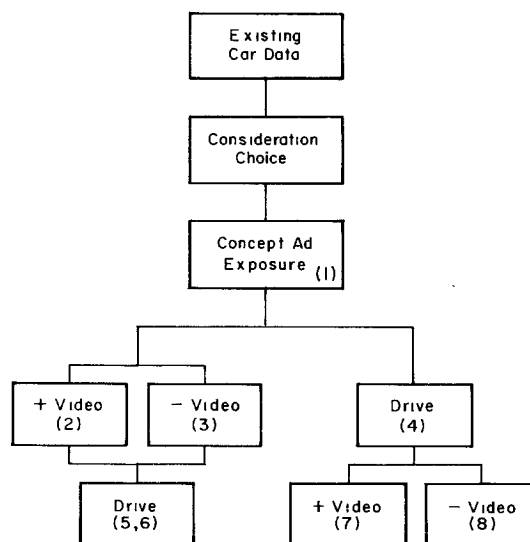 Existing
Car Data
Consideration
Choice
Concept Ad
Exposure
(1)
+ Video
(2)
− Video
(3)
Drive
(4)
Drive
(5,6)
+ Video
(7)
− Video
(8)